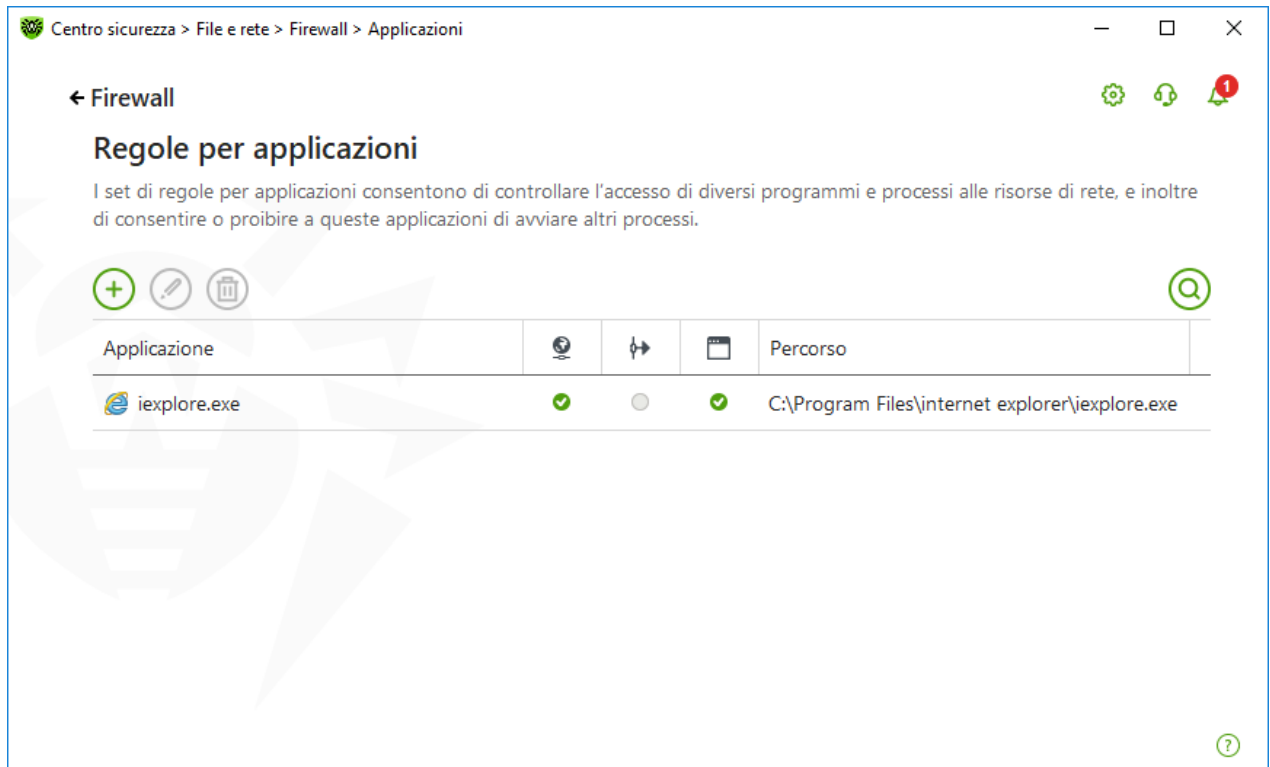 Centro sicurezza > File e rete > Firewall > Applicazioni
Firewall
1
Regole per applicazioni
I set di regole per applicazioni consentono di controllare l’accesso di diversi programmi e processi alle risorse di rete, e inoltre
di consentire o proibire a queste applicazioni di avviare altri processi.
Applicazione Percorso
iexplore.exe C:\Program Files\internet explorer\iexplore.exe
?